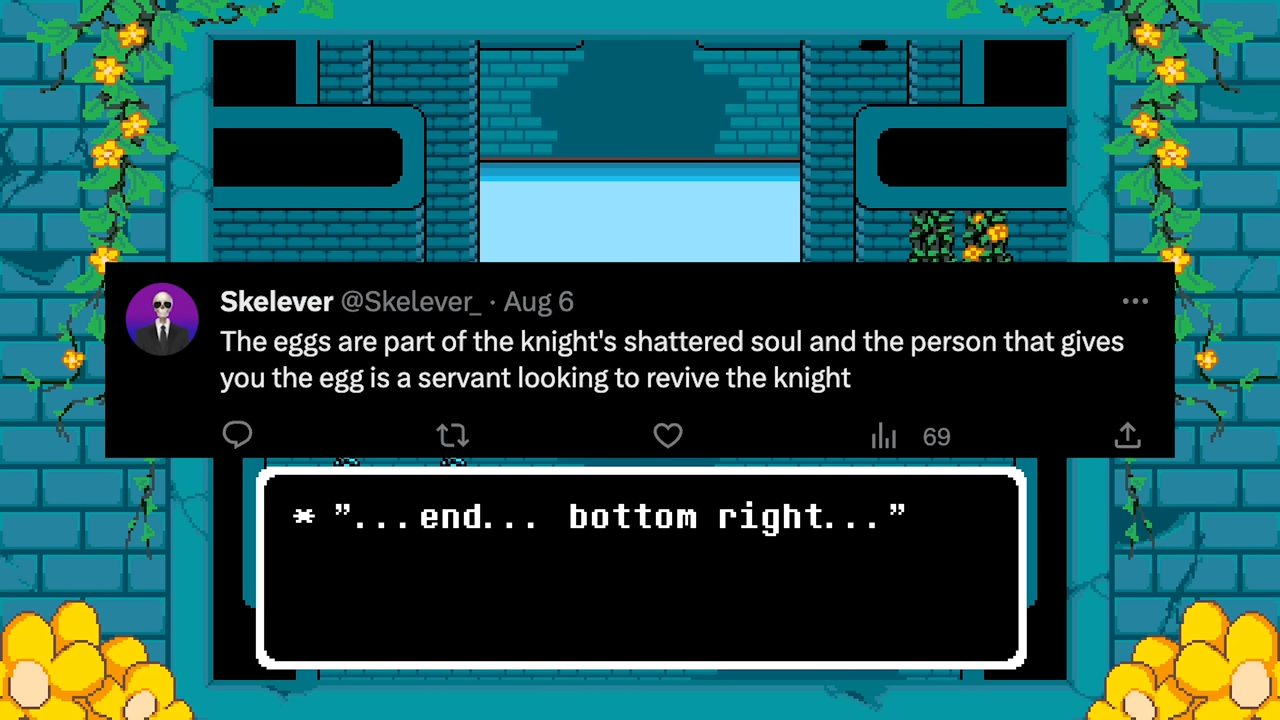 Skelever @Skelever_ · Aug 6
The eggs are part of the knight's shattered soul and the person that gives
you the egg is a servant looking to revive the knight
69
* "...end... bottom right..."